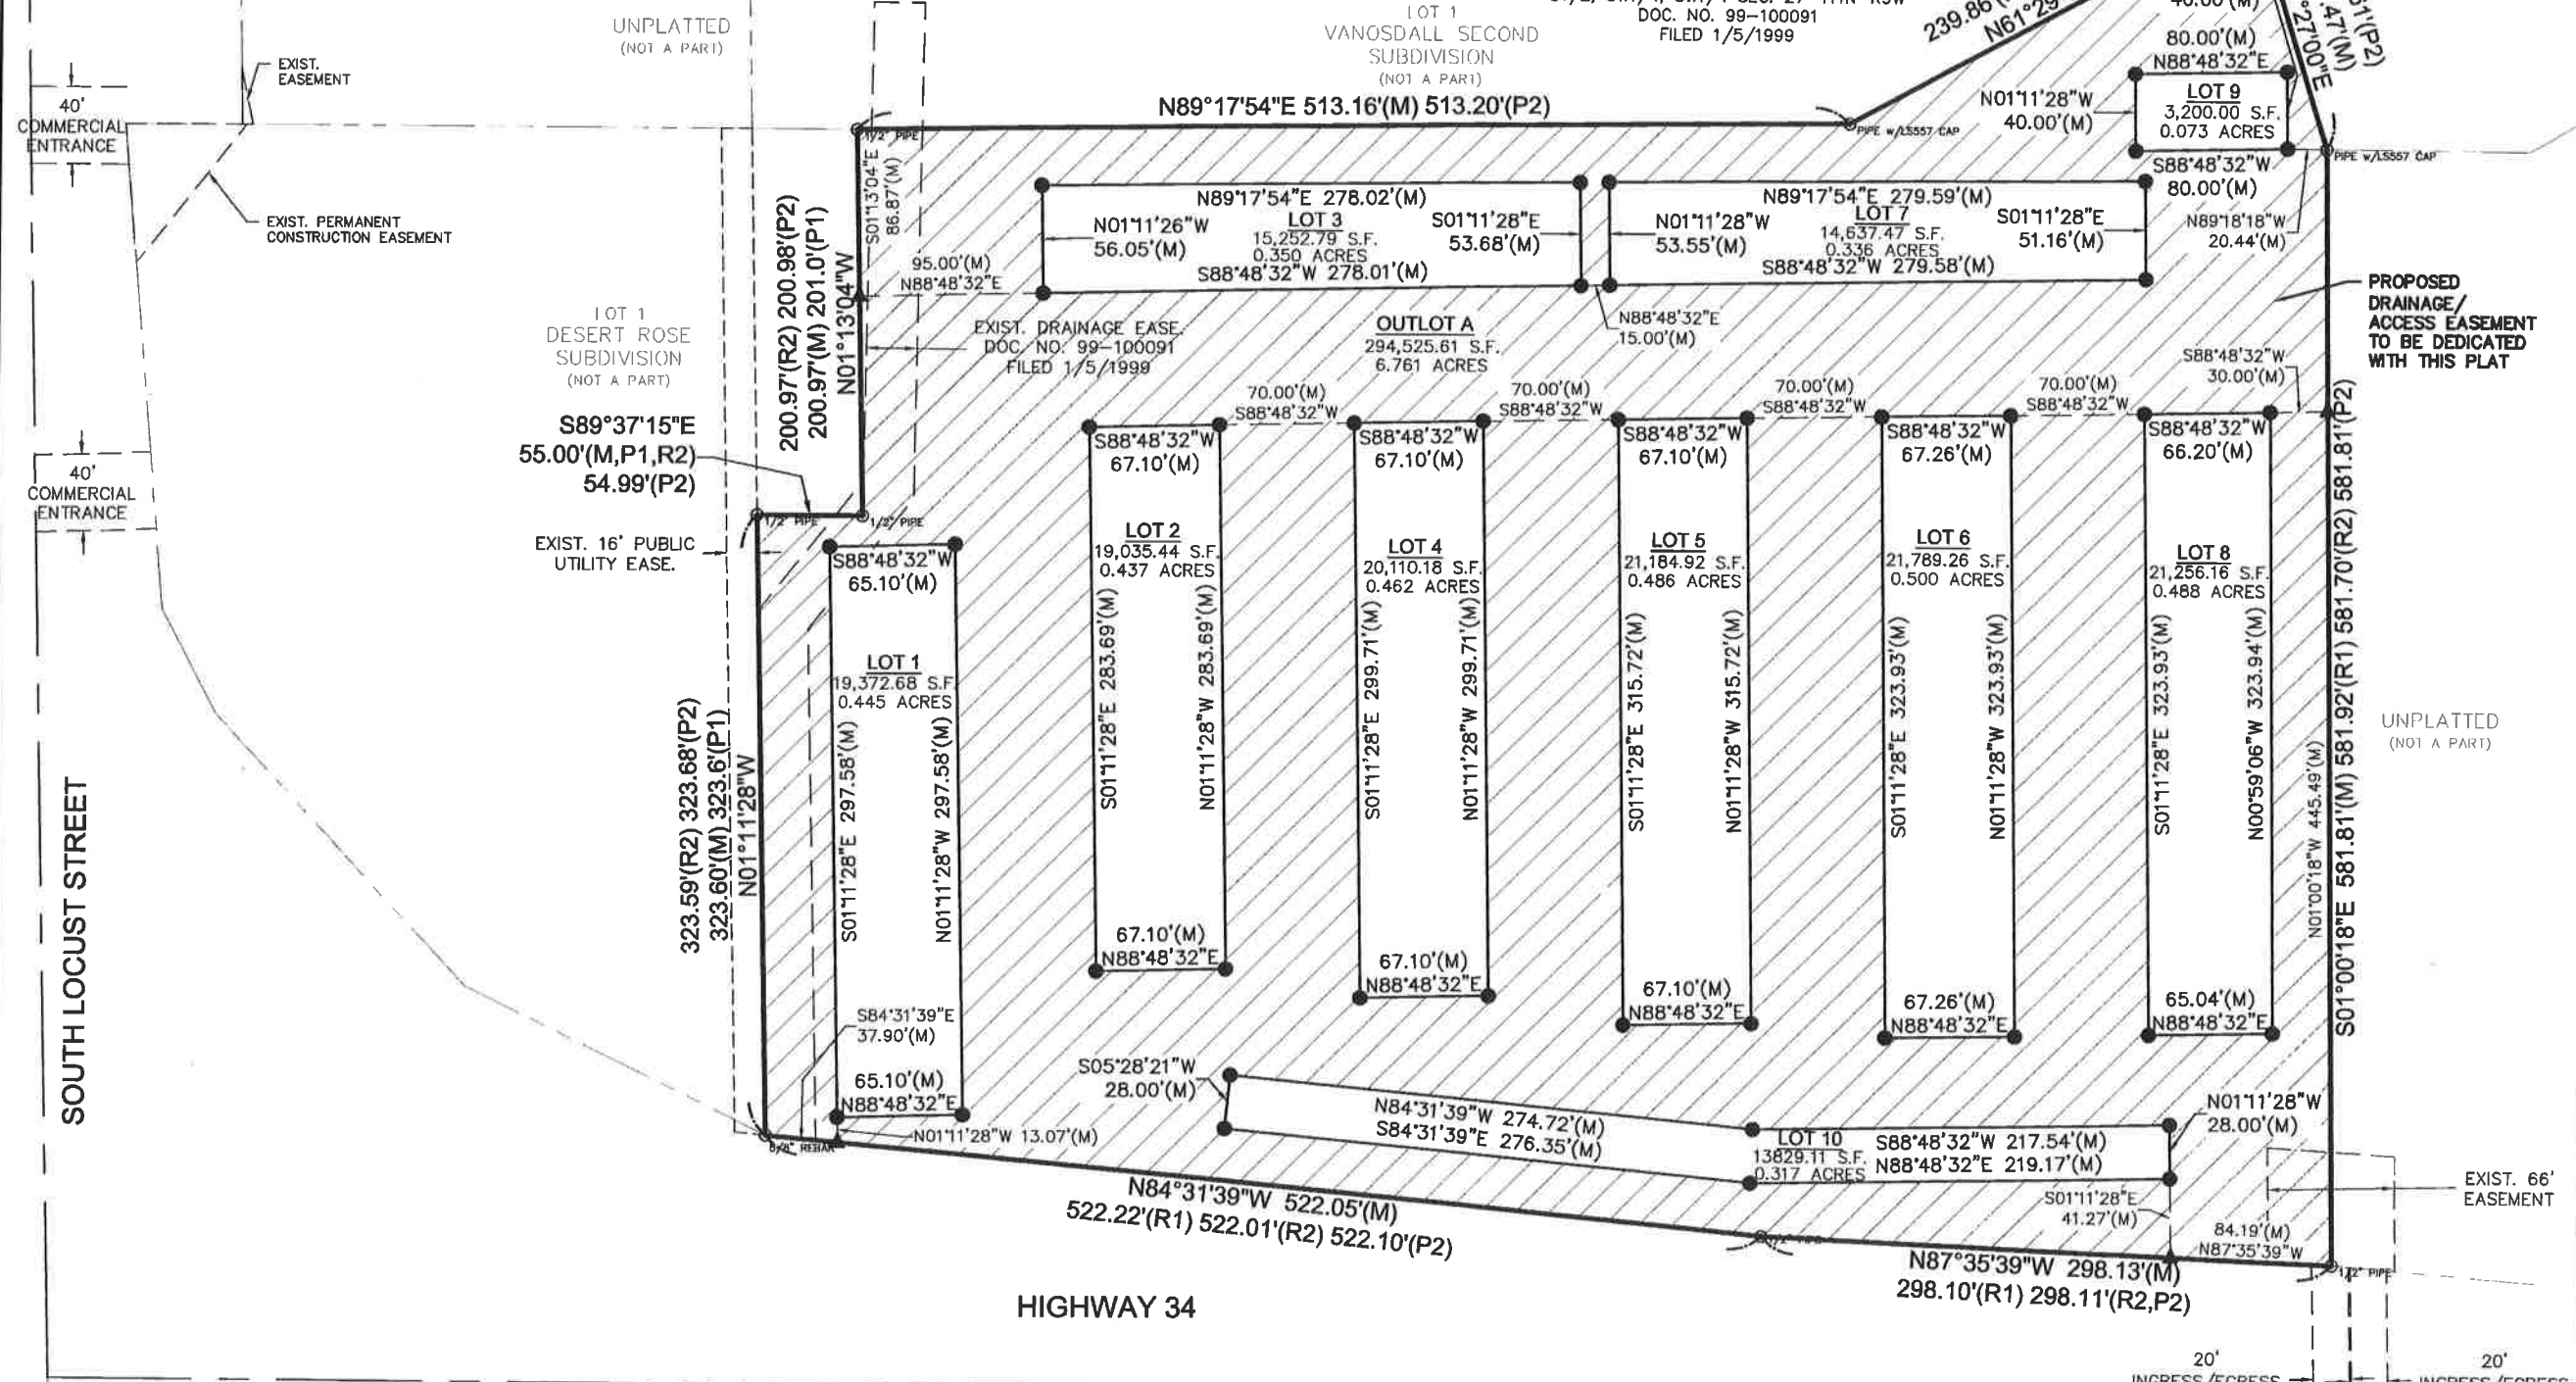 UNPLATTED
(NOT A PART)
EXIST.
EASEMENT
40'
COMMERCIAL
ENTRANCE
EXIST. PERMANENT
CONSTRUCTION EASEMENT
LOT 1
VANOSDALL SECOND
SUBDIVISION
(NOT A PART)
DOC. NO. 99-100091
FILED 1/5/1999
N89°17'54"E 513.16'(M) 513.20'(P2)
1/2" PIPE
PIPE w/LS557 CAP
80.00'(M)
N88°48'32"E
LOT 9
3,200.00 S.F.
0.073 ACRES
N01°11'28"W
40.00'(M)
S88°48'32"W
80.00'(M)
PIPE w/LS557 CAP
N89°18'18"W
20.44'(M)
PROPOSED
DRAINAGE/
ACCESS EASEMENT
TO BE DEDICATED
WITH THIS PLAT
S01°13'04"E
86.87'(M)
200.97'(R2) 200.98'(P2)
200.97'(M) 201.0'(P1)
N01°13'04"W
95.00'(M)
N88°48'32"E
N89°17'54"E 278.02'(M)
LOT 3
15,252.79 S.F.
0.350 ACRES
N01°11'26"W
56.05'(M)
S01°11'28"E
53.68'(M)
S88°48'32"W 278.01'(M)
N89°17'54"E 279.59'(M)
LOT 7
14,637.47 S.F.
0.336 ACRES
N01°11'28"W
53.55'(M)
S01°11'28"E
51.16'(M)
S88°48'32"W 279.58'(M)
N88°48'32"E
15.00'(M)
EXIST. DRAINAGE EASE.
DOC. NO. 99-100091
FILED 1/5/1999
OUTLOT A
294,525.61 S.F.
6.761 ACRES
LOT 1
DESERT ROSE
SUBDIVISION
(NOT A PART)
S89°37'15"E
55.00'(M,P1,R2)
54.99'(P2)
40'
COMMERCIAL
ENTRANCE
1/2" PIPE
1/2" PIPE
EXIST. 16' PUBLIC
UTILITY EASE.
70.00'(M)
S88°48'32"W
70.00'(M)
S88°48'32"W
70.00'(M)
S88°48'32"W
70.00'(M)
S88°48'32"W
S88°48'32"W
30.00'(M)
S88°48'32"W
65.10'(M)
LOT 1
19,372.68 S.F.
0.445 ACRES
S01°11'28"E 297.58'(M)
N01°11'28"W 297.58'(M)
65.10'(M)
N88°48'32"E
S88°48'32"W
67.10'(M)
LOT 2
19,035.44 S.F.
0.437 ACRES
S01°11'28"E 283.69'(M)
N01°11'28"W 283.69'(M)
67.10'(M)
N88°48'32"E
S88°48'32"W
67.10'(M)
LOT 4
20,110.18 S.F.
0.462 ACRES
S01°11'28"E 299.71'(M)
N01°11'28"W 299.71'(M)
67.10'(M)
N88°48'32"E
S88°48'32"W
67.10'(M)
LOT 5
21,184.92 S.F.
0.486 ACRES
S01°11'28"E 315.72'(M)
N01°11'28"W 315.72'(M)
67.10'(M)
N88°48'32"E
S88°48'32"W
67.26'(M)
LOT 6
21,789.26 S.F.
0.500 ACRES
S01°11'28"E 323.93'(M)
N01°11'28"W 323.93'(M)
67.26'(M)
N88°48'32"E
S88°48'32"W
66.20'(M)
LOT 8
21,256.16 S.F.
0.488 ACRES
S01°11'28"E 323.93'(M)
N00°59'06"W 323.94'(M)
65.04'(M)
N88°48'32"E
N01°00'18"W 445.49'(M)
S01°00'18"E 581.81'(M) 581.92'(R1) 581.70'(R2) 581.81'(P2)
UNPLATTED
(NOT A PART)
SOUTH LOCUST STREET
323.59'(R2) 323.68'(P2)
323.60'(M) 323.6'(P1)
N01°11'28"W
S84°31'39"E
37.90'(M)
N01°11'28"W 13.07'(M)
5/8" REBAR
S05°28'21"W
28.00'(M)
N84°31'39"W 274.72'(M)
S84°31'39"E 276.35'(M)
LOT 10
13829.11 S.F.
0.317 ACRES
S88°48'32"W 217.54'(M)
N88°48'32"E 219.17'(M)
N01°11'28"W
28.00'(M)
S01°11'28"E
41.27'(M)
84.19'(M)
N87°35'39"W
EXIST. 66'
EASEMENT
N84°31'39"W 522.05'(M)
522.22'(R1) 522.01'(R2) 522.10'(P2)
N87°35'39"W 298.13'(M)
298.10'(R1) 298.11'(R2,P2)
1/2" PIPE
HIGHWAY 34
20'
20'